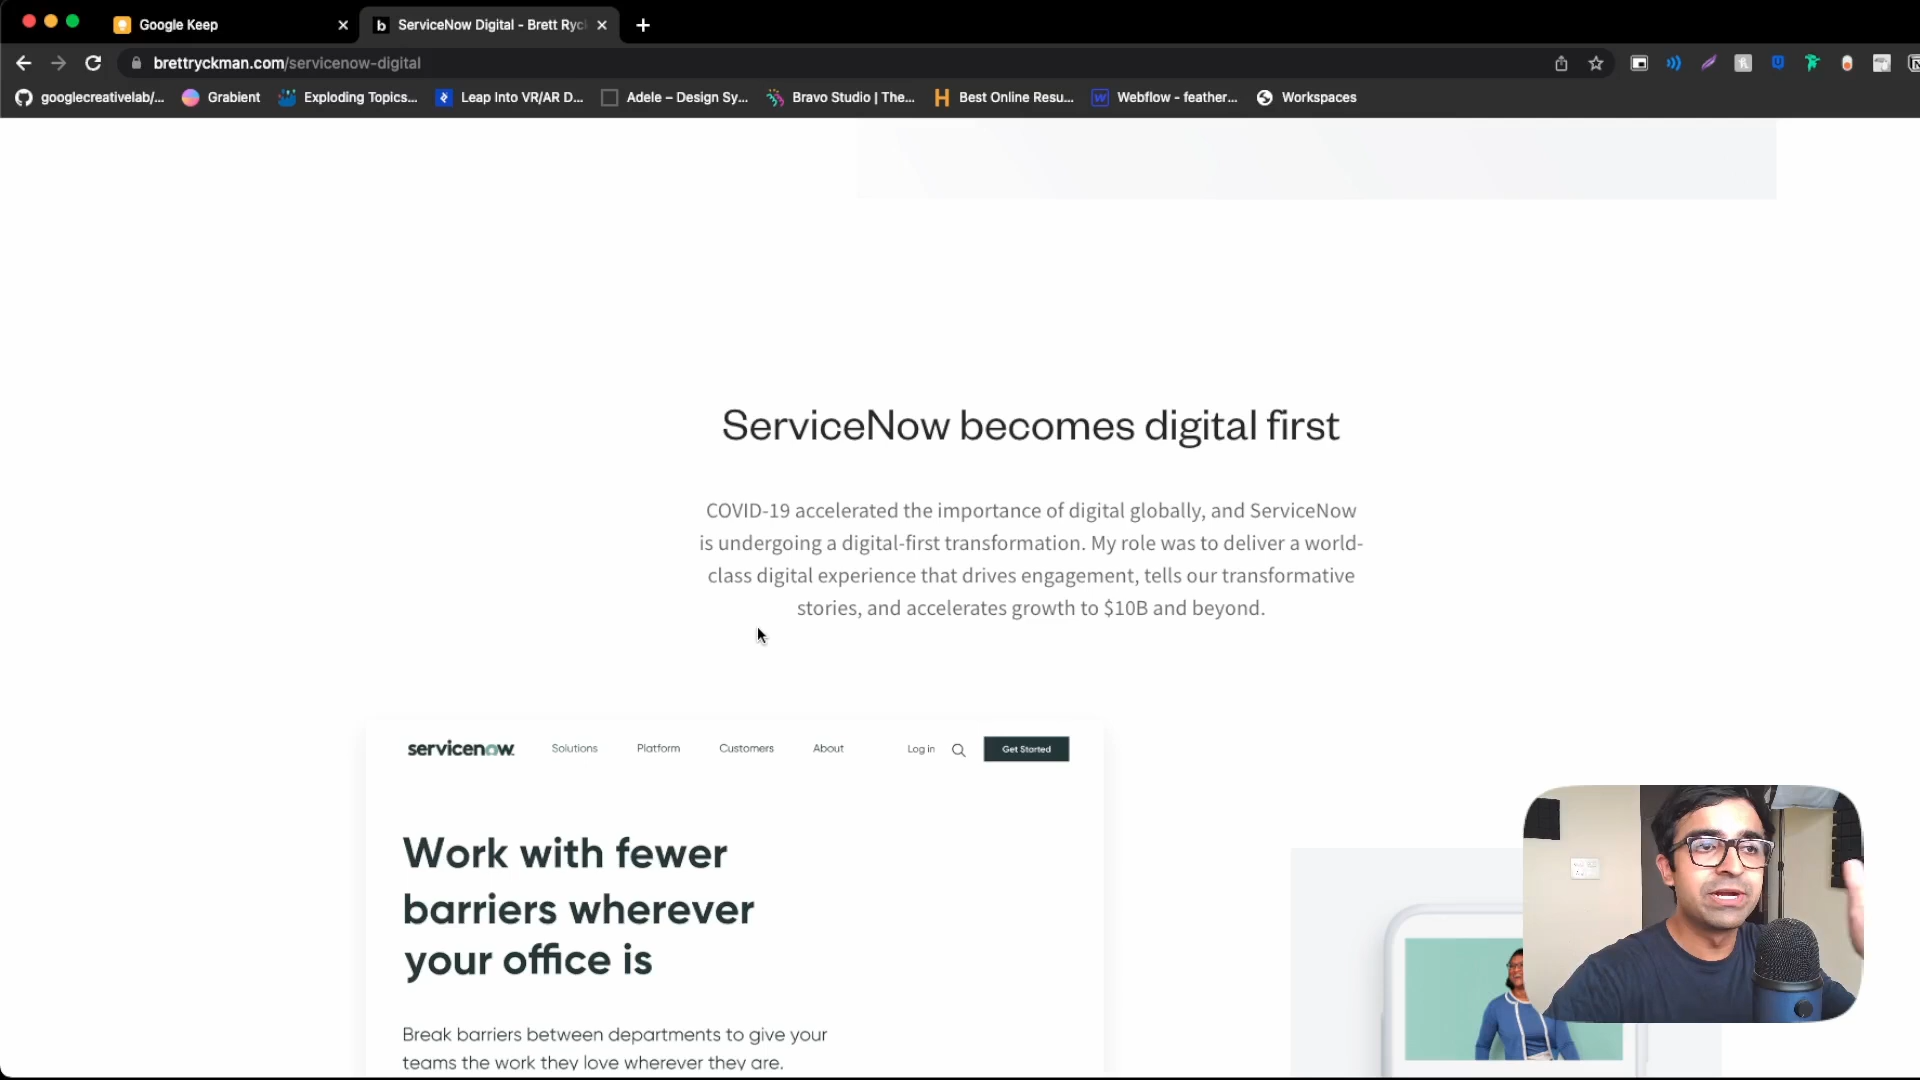 Google Keep
b ServiceNow Digital - Brett Ryc
brettryckman.com/servicenow-digital
googlecreativelab/...
Grabient
Exploding Topics...
Leap Into VR/AR D...
Adele – Design Sy...
Bravo Studio | The...
H Best Online Resu...
W Webflow - feather...
Workspaces
ServiceNow becomes digital first
COVID-19 accelerated the importance of digital globally, and ServiceNow
is undergoing a digital-first transformation. My role was to deliver a world-
class digital experience that drives engagement, tells our transformative
stories, and accelerates growth to $10B and beyond.
servicenow.
Solutions
Platform
Customers
About
Log in
Get Started
Work with fewer
barriers wherever
your office is
Break barriers between departments to give your
teams the work they love wherever they are.